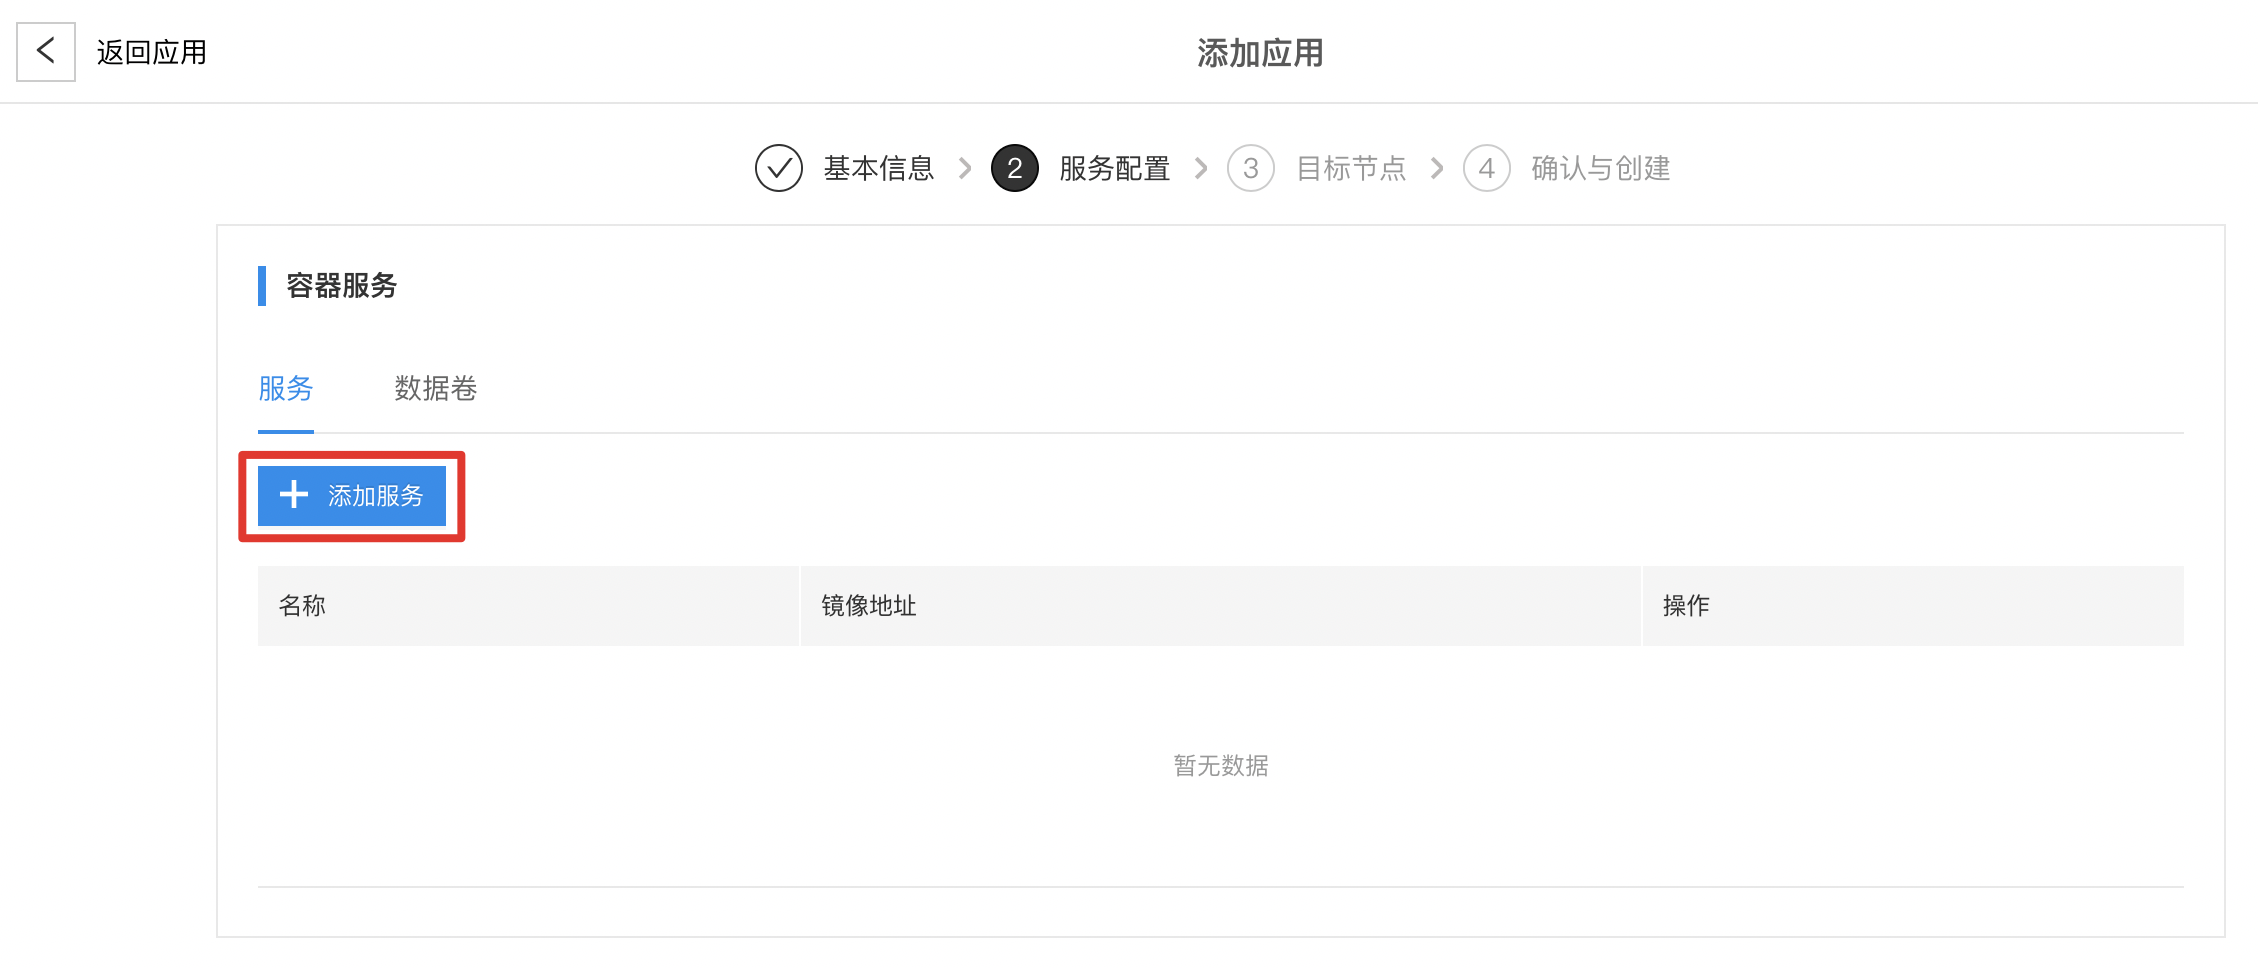 返回应用
添加应用
基本信息 2 服务配置 3 目标节点 4 确认与创建
容器服务
服务 数据卷
添加服务
名称 镜像地址 操作
暂无数据